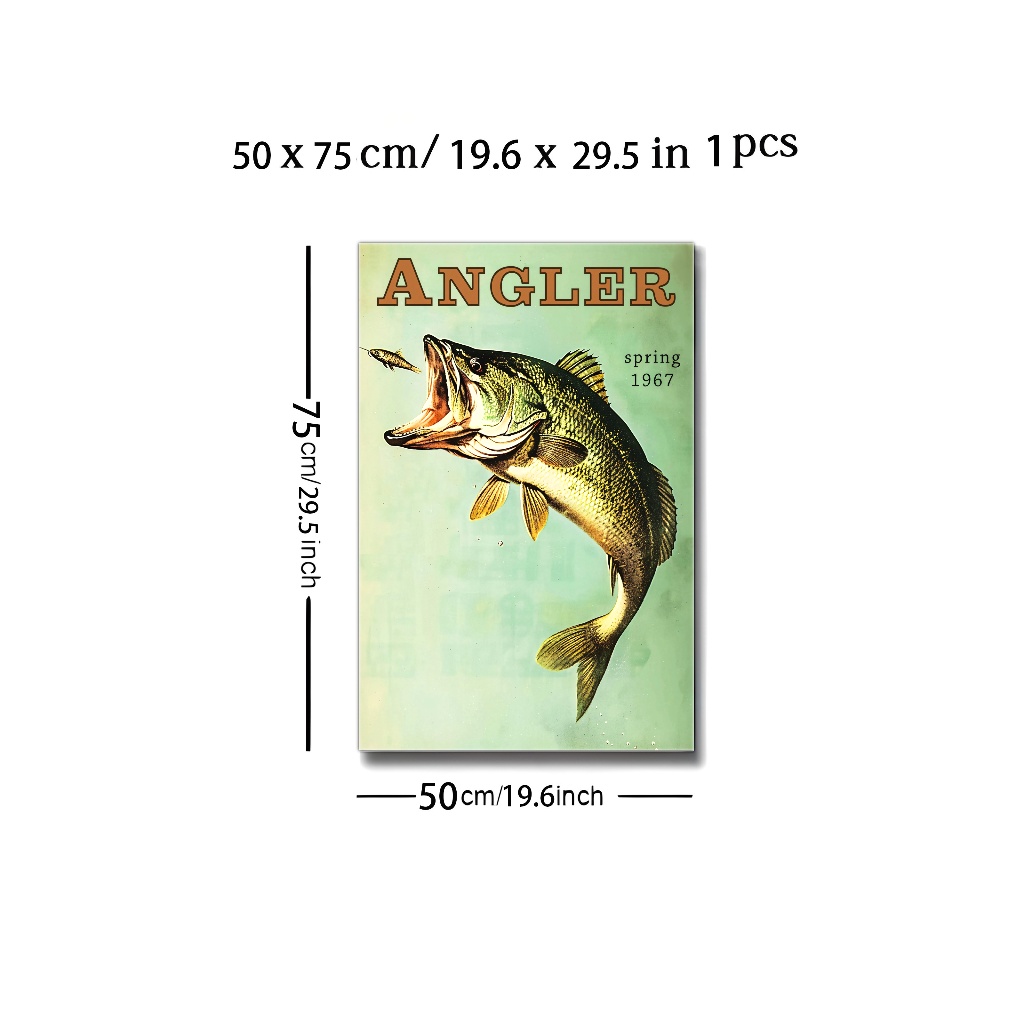 50 x 75 cm/ 19.6 x 29.5 in 1 pcs
ANGLER
spring
1967
75cm/29.5inch
50cm/19.6inch